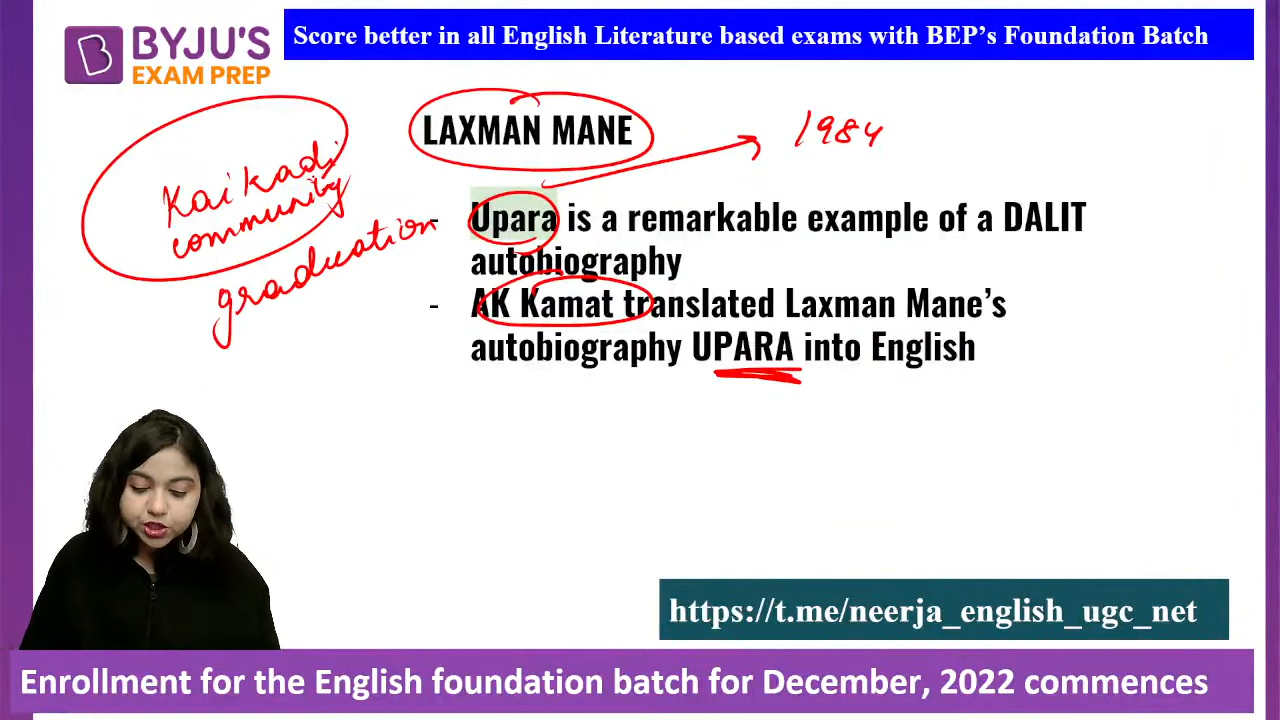 BYJU'S
EXAM PREP
Score better in all English Literature based exams with BEP's Foundation Batch
LAXMAN MANE
1984
Kaikadi
community
graduation
- Upara is a remarkable example of a DALIT
autobiography
- AK Kamat translated Laxman Mane's
autobiography UPARA into English
https://t.me/neerja_english_ugc_net
Enrollment for the English foundation batch for December, 2022 commences